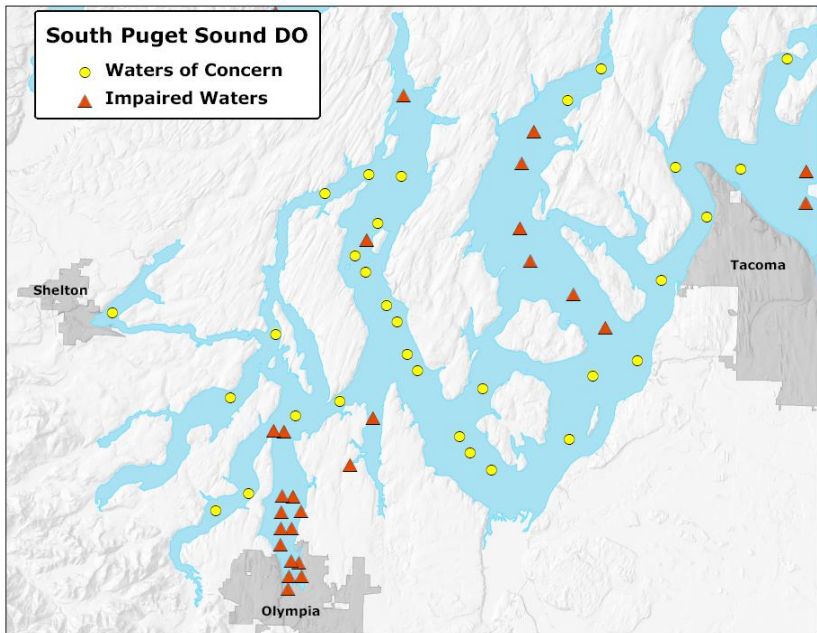 South Puget Sound DO
Waters of Concern
Impaired Waters
Tacoma
Shelton
Olympia